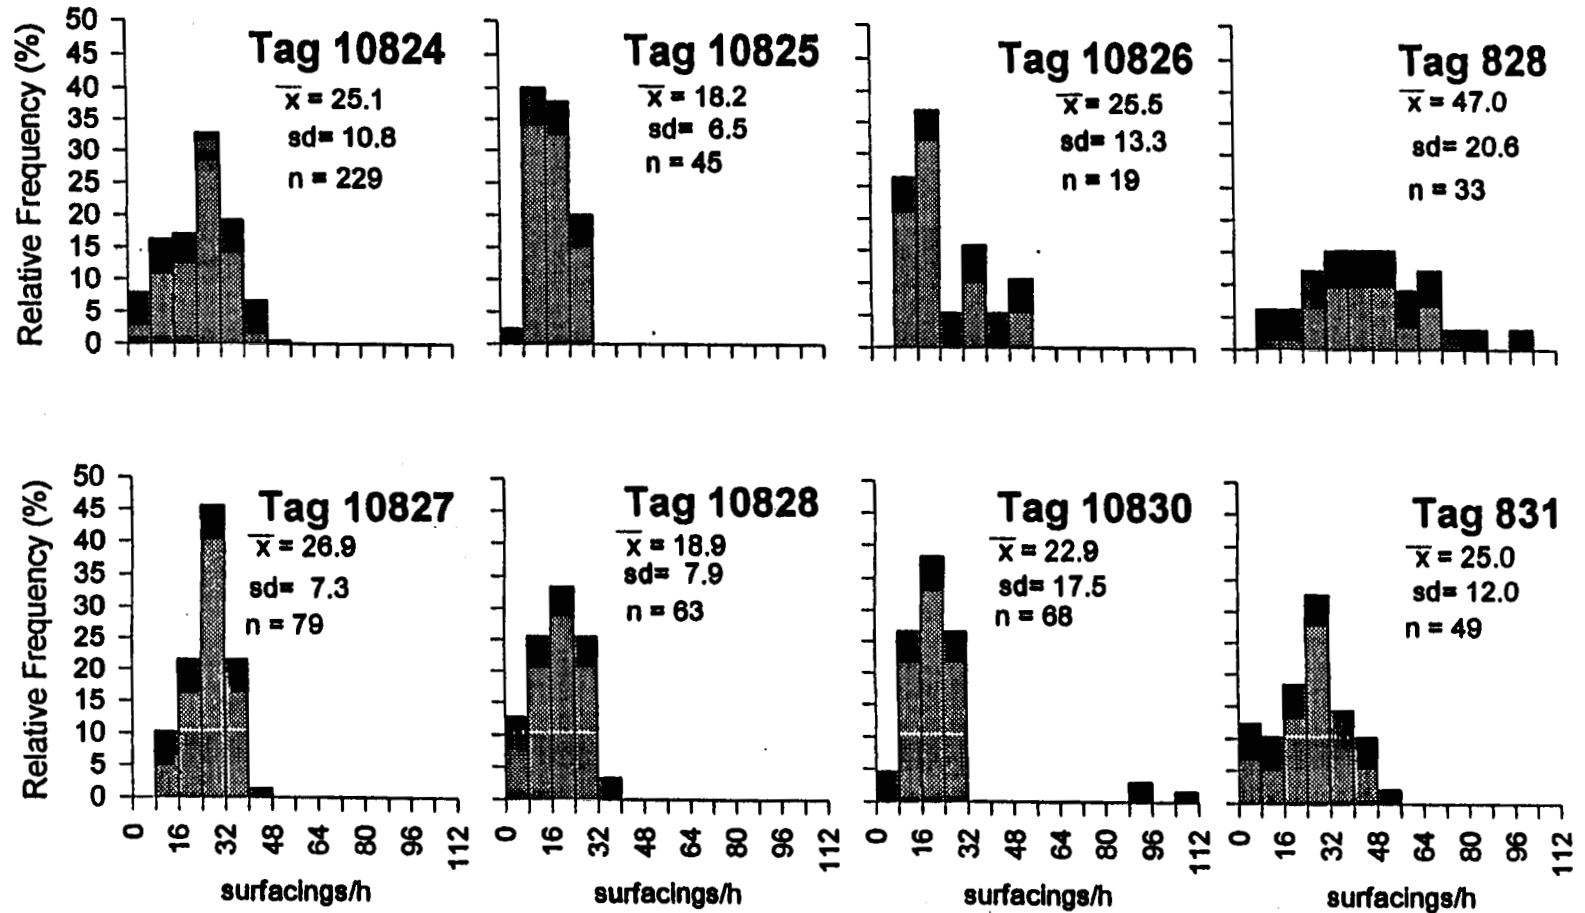 Relative Frequency (%)
50
45
40
35
30
25
20
15
10
5
0
Tag 10824
x = 25.1
sd= 10.8
n = 229
Tag 10825
x = 18.2
sd= 6.5
n = 45
Tag 10826
x = 25.5
sd= 13.3
n = 19
Tag 828
x = 47.0
sd= 20.6
n = 33
Relative Frequency (%)
50
45
40
35
30
25
20
15
10
5
0
Tag 10827
x = 26.9
sd= 7.3
n = 79
0 16 32 48 64 80 96 112
surfacings/h
Tag 10828
x = 18.9
sd= 7.9
n = 63
0 16 32 48 64 80 96 112
surfacings/h
Tag 10830
x = 22.9
sd= 17.5
n = 68
0 16 32 48 64 80 96 112
surfacings/h
Tag 831
x = 25.0
sd= 12.0
n = 49
0 16 32 48 64 80 96 112
surfacings/h